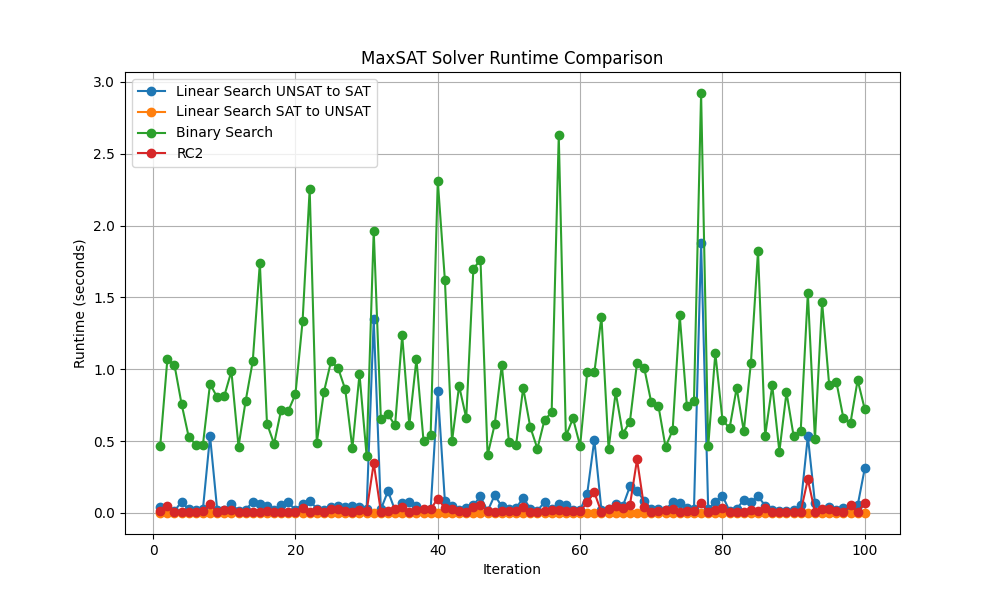 MaxSAT Solver Runtime Comparison
Linear Search UNSAT to SAT
Linear Search SAT to UNSAT
Binary Search
RC2
Runtime (seconds)
3.0
2.5
2.0
1.5
1.0
0.5
0.0
0 20 40 60 80 100
Iteration